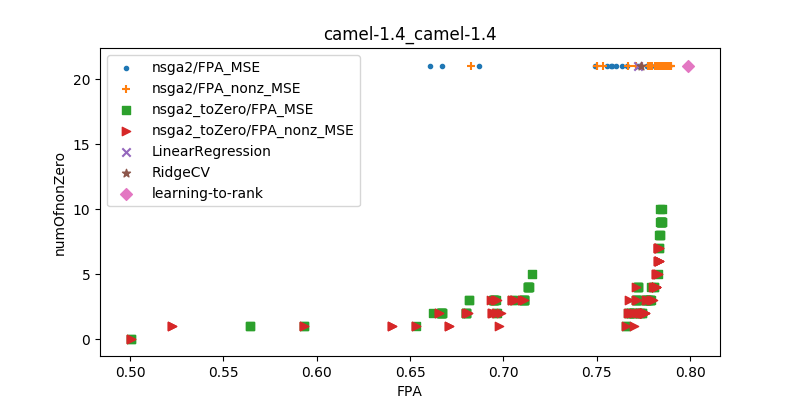 camel-1.4_camel-1.4
nsga2/FPA_MSE
nsga2/FPA_nonz_MSE
nsga2_toZero/FPA_MSE
nsga2_toZero/FPA_nonz_MSE
LinearRegression
RidgeCV
learning-to-rank
numOfnonZero
20
15
10
5
0
0.50 0.55 0.60 0.65 0.70 0.75 0.80
FPA